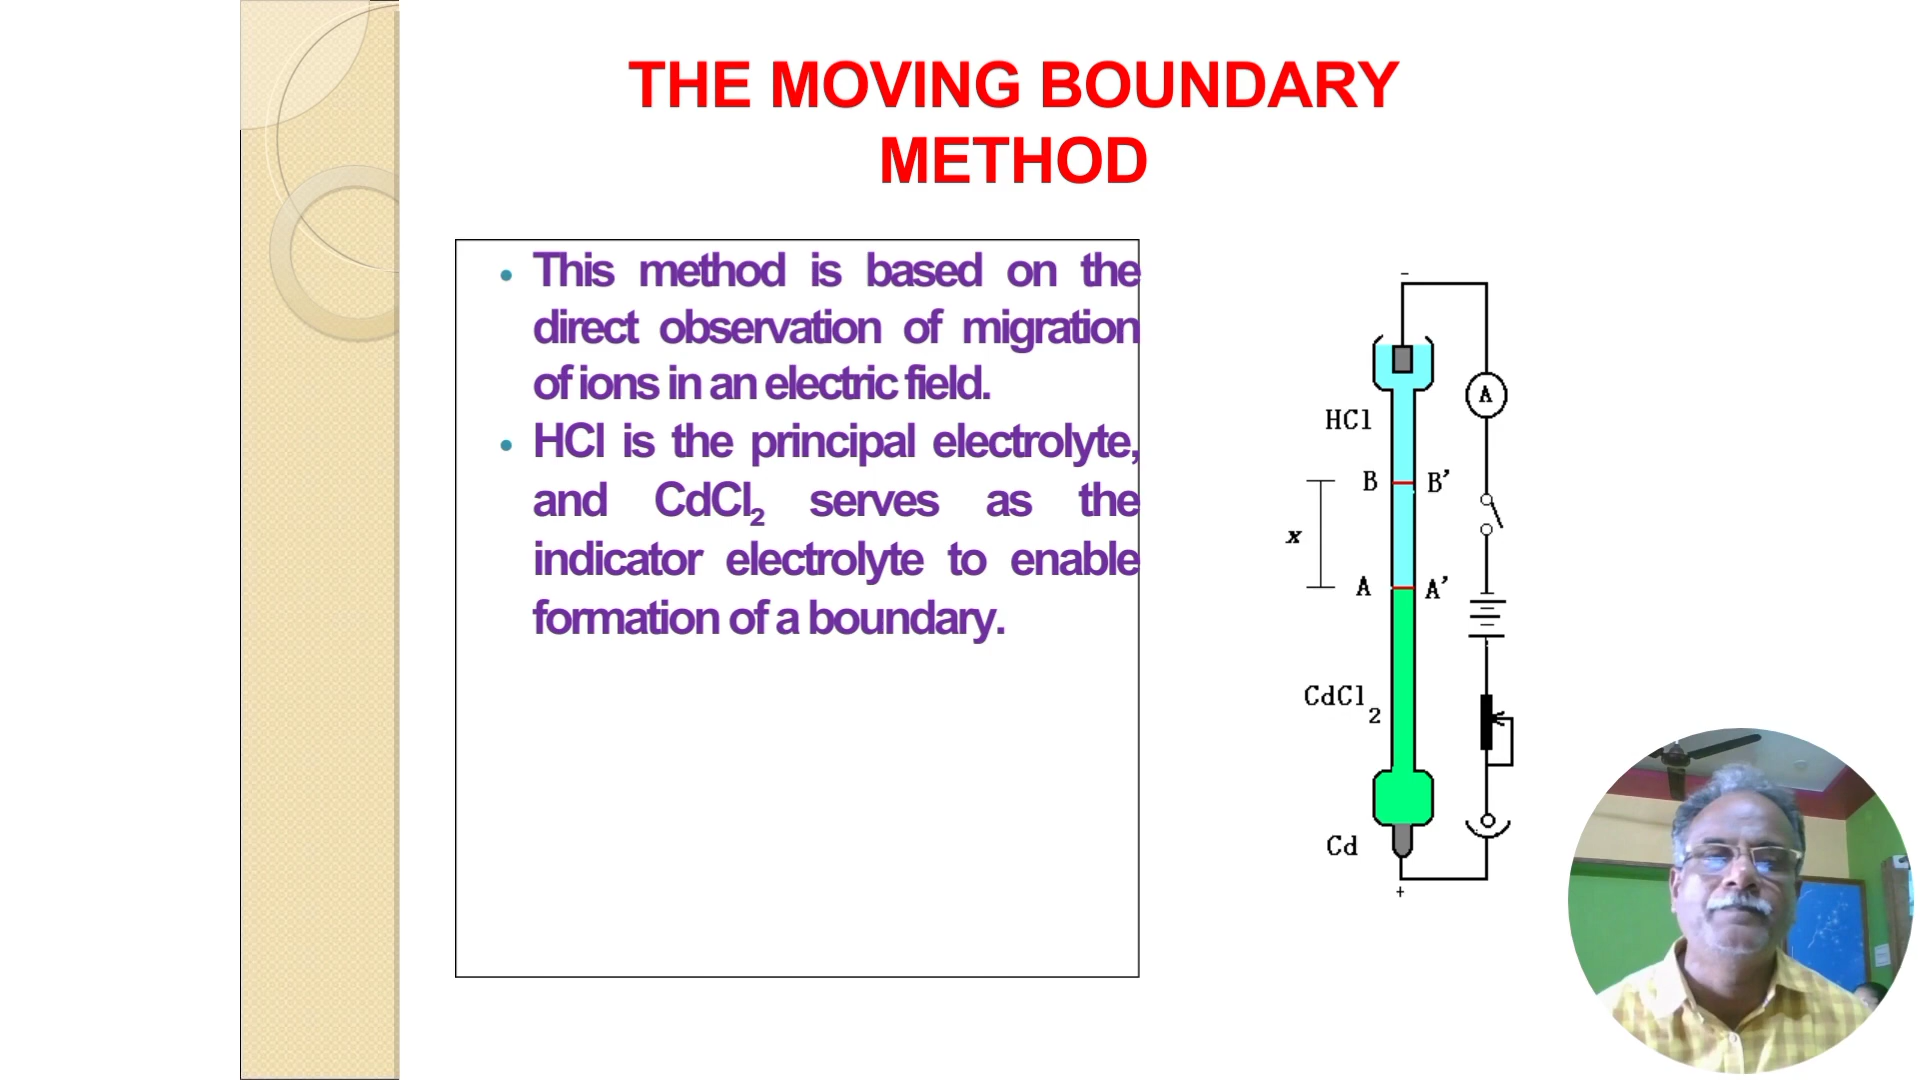 THE MOVING BOUNDARY
METHOD
• This method is based on the
direct observation of migration
of ions in an electric field.
• HCl is the principal electrolyte,
and CdCl₂ serves as the
indicator electrolyte to enable
formation of a boundary.
-
A
HCl
B B’
x
A A’
CdCl₂
Cd
+